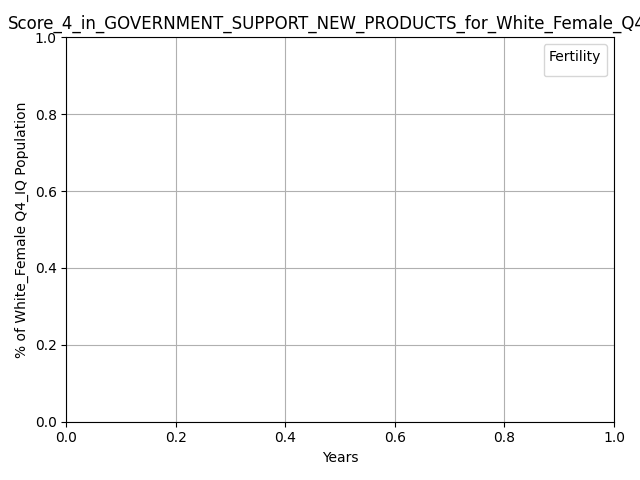 Score_4_in_GOVERNMENT_SUPPORT_NEW_PRODUCTS_for_White_Female_Q4
Fertility
% of White_Female Q4_IQ Population
1.0
0.8
0.6
0.4
0.2
0.0
0.0 0.2 0.4 0.6 0.8 1.0
Years